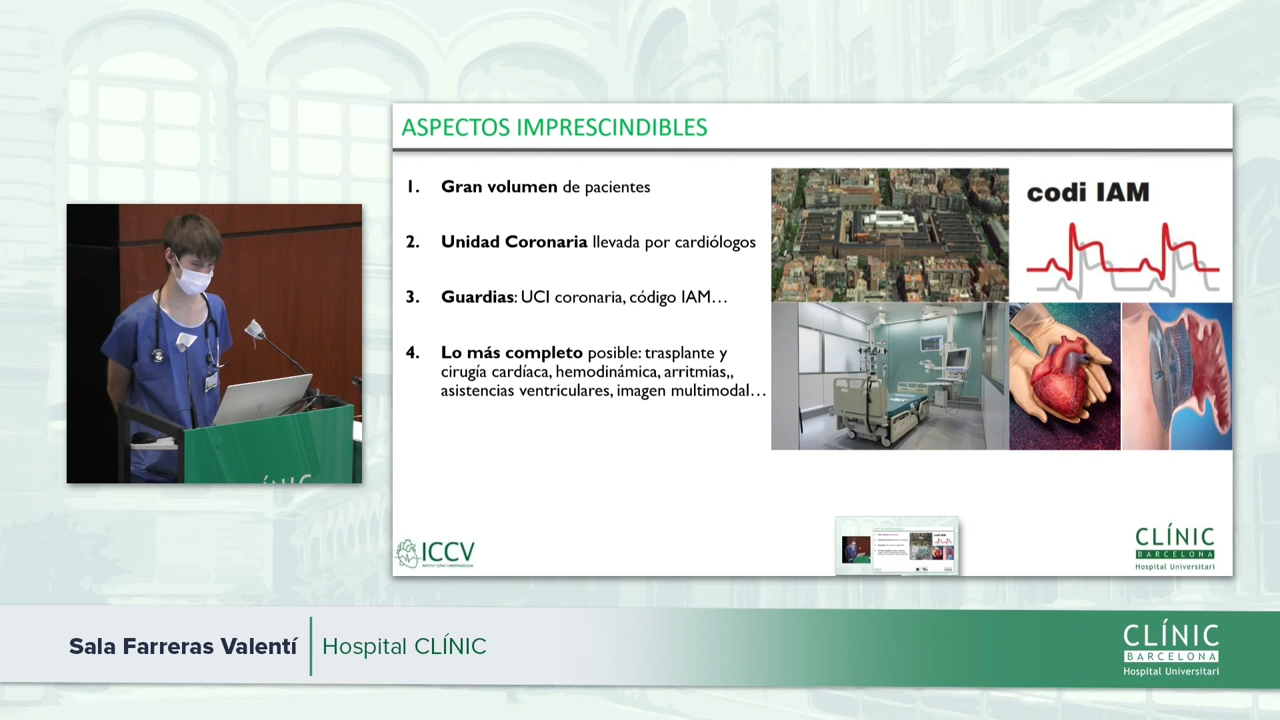 ASPECTOS IMPRESCINDIBLES
1. Gran volumen de pacientes
2. Unidad Coronaria llevada por cardiólogos
3. Guardias: UCI coronaria, código IAM…
4. Lo más completo posible: trasplante y
cirugía cardíaca, hemodinámica, arritmias,,
asistencias ventriculares, imagen multimodal…
codi IAM
ICCV
CLÍNIC
BARCELONA
Hospital Universitari
CLÍNIC
Sala Farreras Valentí
Hospital CLÍNIC
CLÍNIC
BARCELONA
Hospital Universitari